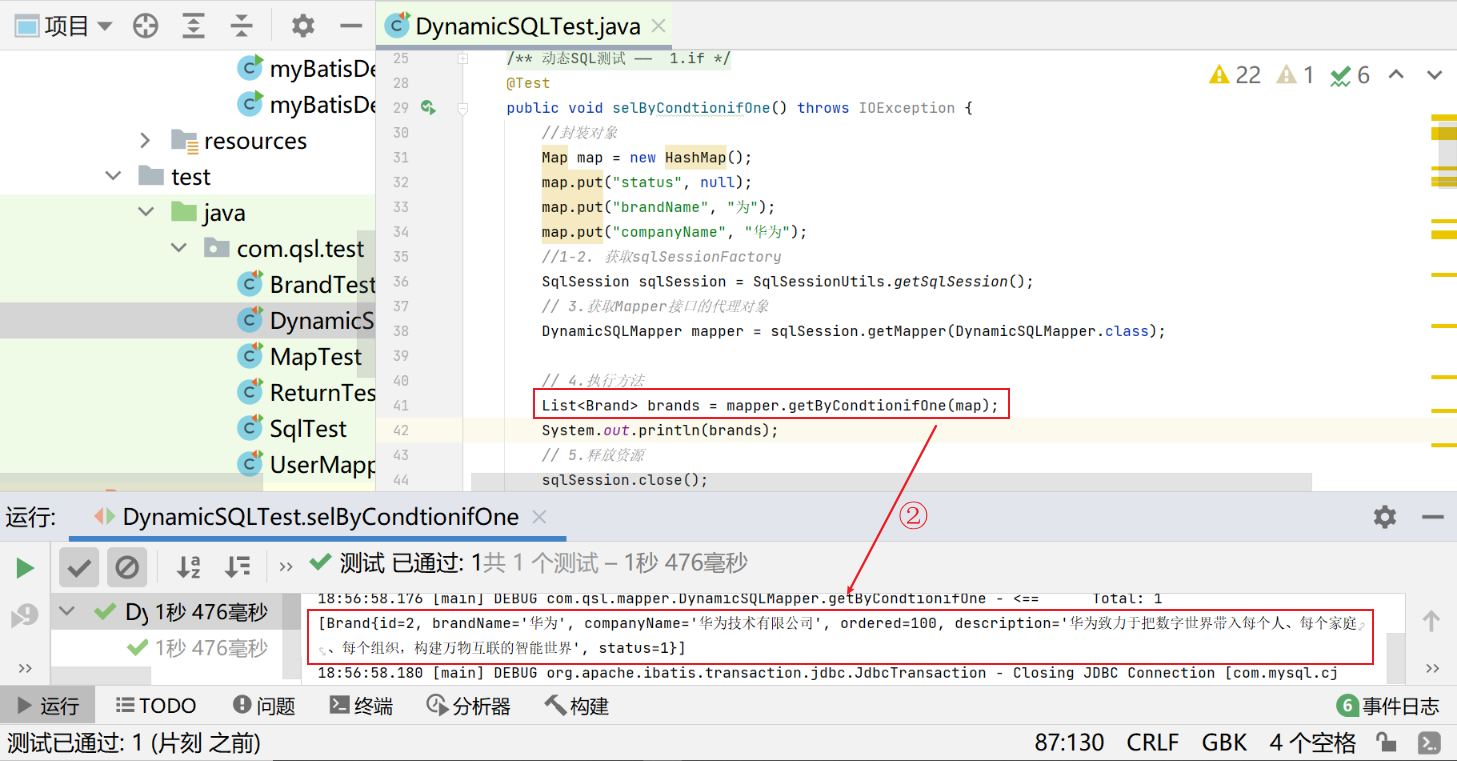 项目
DynamicSQLTest.java
myBatisDe
myBatisDe
resources
test
java
com.qsl.test
BrandTest
DynamicS
MapTest
ReturnTes
SqlTest
UserMapp
22 1 6
25 /** 动态SQL测试 —— 1.if */
28 @Test
29 public void selByCondtionifOne() throws IOException {
30 //封装对象
31 Map map = new HashMap();
32 map.put("status", null);
33 map.put("brandName", "为");
34 map.put("companyName", "华为");
35 //1-2. 获取sqlSessionFactory
36 SqlSession sqlSession = SqlSessionUtils.getSqlSession();
37 // 3.获取Mapper接口的代理对象
38 DynamicSQLMapper mapper = sqlSession.getMapper(DynamicSQLMapper.class);
39
40 // 4.执行方法
41 List<Brand> brands = mapper.getByCondtionifOne(map);
42 System.out.println(brands);
43 // 5.释放资源
44 sqlSession.close();
②
运行: DynamicSQLTest.selByCondtionifOne
测试 已通过: 1共 1 个测试 – 1秒 476毫秒
Dy 1秒 476毫秒
1秒 476毫秒
18:56:58.176 [main] DEBUG com.qsl.mapper.DynamicSQLMapper.getByCondtionifOne - <== Total: 1
[Brand{id=2, brandName='华为', companyName='华为技术有限公司', ordered=100, description='华为致力于把数字世界带入每个人、每个家庭
、每个组织，构建万物互联的智能世界', status=1}]
18:56:58.180 [main] DEBUG org.apache.ibatis.transaction.jdbc.JdbcTransaction - Closing JDBC Connection [com.mysql.cj
运行 TODO 问题 终端 分析器 构建 6 事件日志
测试已通过: 1 (片刻 之前) 87:130 CRLF GBK 4 个空格